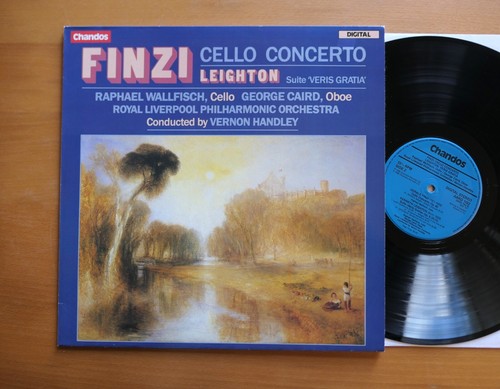 Chandos
DIGITAL
FINZI CELLO CONCERTO
LEIGHTON Suite 'VERIS GRATIA'
RAPHAEL WALLFISCH, Cello GEORGE CAIRD, Oboe
ROYAL LIVERPOOL PHILHARMONIC ORCHESTRA
Conducted by VERNON HANDLEY
Chandos